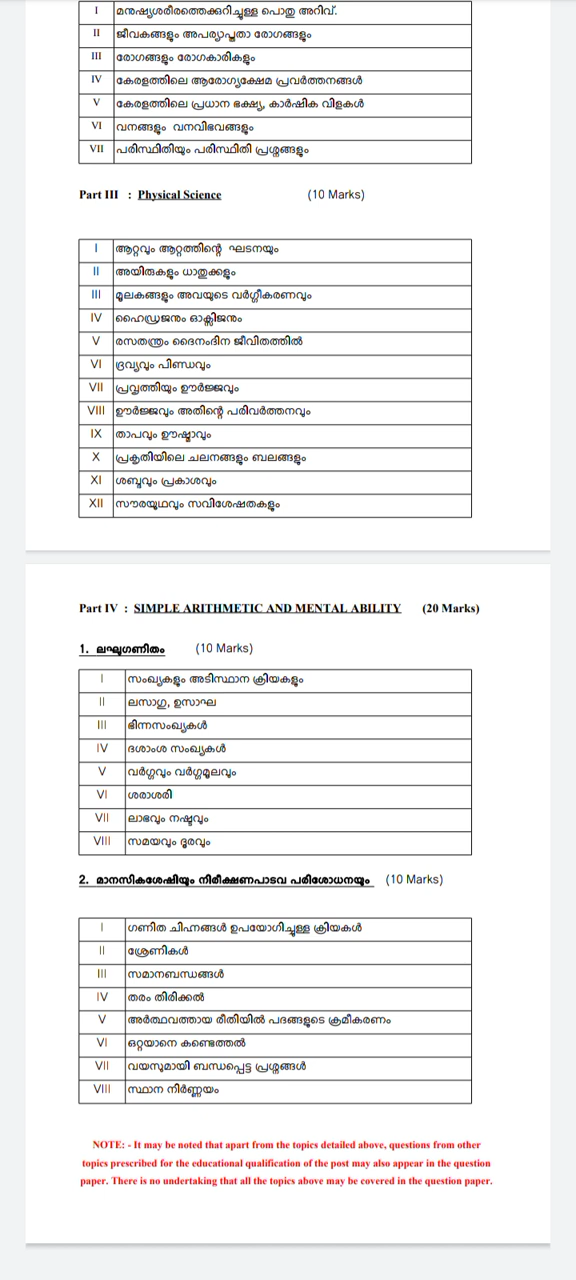 I മനുഷ്യശരീരത്തെക്കുറിച്ചുള്ള പൊതു അറിവ്.
II ജീവകങ്ങളും അപര്യാപ്തതാ രോഗങ്ങളും
III രോഗങ്ങളും രോഗകാരികളും
IV കേരളത്തിലെ ആരോഗ്യക്ഷേമ പ്രവർത്തനങ്ങൾ
V കേരളത്തിലെ പ്രധാന ഭക്ഷ്യ, കാർഷിക വിളകൾ
VI വനങ്ങളും വനവിഭവങ്ങളും
VII പരിസ്ഥിതിയും പരിസ്ഥിതി പ്രശ്നങ്ങളും
Part III : Physical Science (10 Marks)
I ആറ്റവും ആറ്റത്തിന്റെ ഘടനയും
II അയിരുകളും ധാതുക്കളും
III മൂലകങ്ങളും അവയുടെ വർഗ്ഗീകരണവും
IV ഹൈഡ്രജനും ഓക്സിജനും
V രസതന്ത്രം ദൈനംദിന ജീവിതത്തിൽ
VI ദ്രവ്യവും പിണ്ഡവും
VII പ്രവൃത്തിയും ഊർജ്ജവും
VIII ഊർജ്ജവും അതിന്റെ പരിവർത്തനവും
IX താപവും ഊഷ്മാവും
X പ്രകൃതിയിലെ ചലനങ്ങളും ബലങ്ങളും
XI ശബ്ദവും പ്രകാശവും
XII സൗരയൂഥവും സവിശേഷതകളും
Part IV : SIMPLE ARITHMETIC AND MENTAL ABILITY (20 Marks)
1. ലഘുഗണിതം (10 Marks)
I സംഖ്യകളും അടിസ്ഥാന ക്രിയകളും
II ലസാഗു, ഉസാഘ
III ഭിന്നസംഖ്യകൾ
IV ദശാംശ സംഖ്യകൾ
V വർഗ്ഗവും വർഗ്ഗമൂലവും
VI ശരാശരി
VII ലാഭവും നഷ്ടവും
VIII സമയവും ദൂരവും
2. മാനസികശേഷിയും നിരീക്ഷണപാടവ പരിശോധനയും (10 Marks)
I ഗണിത ചിഹ്നങ്ങൾ ഉപയോഗിച്ചുള്ള ക്രിയകൾ
II ശ്രേണികൾ
III സമാനബന്ധങ്ങൾ
IV തരം തിരിക്കൽ
V അർത്ഥവത്തായ രീതിയിൽ പദങ്ങളുടെ ക്രമീകരണം
VI ഒറ്റയാനെ കണ്ടെത്തൽ
VII വയസുമായി ബന്ധപ്പെട്ട പ്രശ്നങ്ങൾ
VIII സ്ഥാന നിർണ്ണയം
NOTE: - It may be noted that apart from the topics detailed above, questions from other
topics prescribed for the educational qualification of the post may also appear in the question
paper. There is no undertaking that all the topics above may be covered in the question paper.